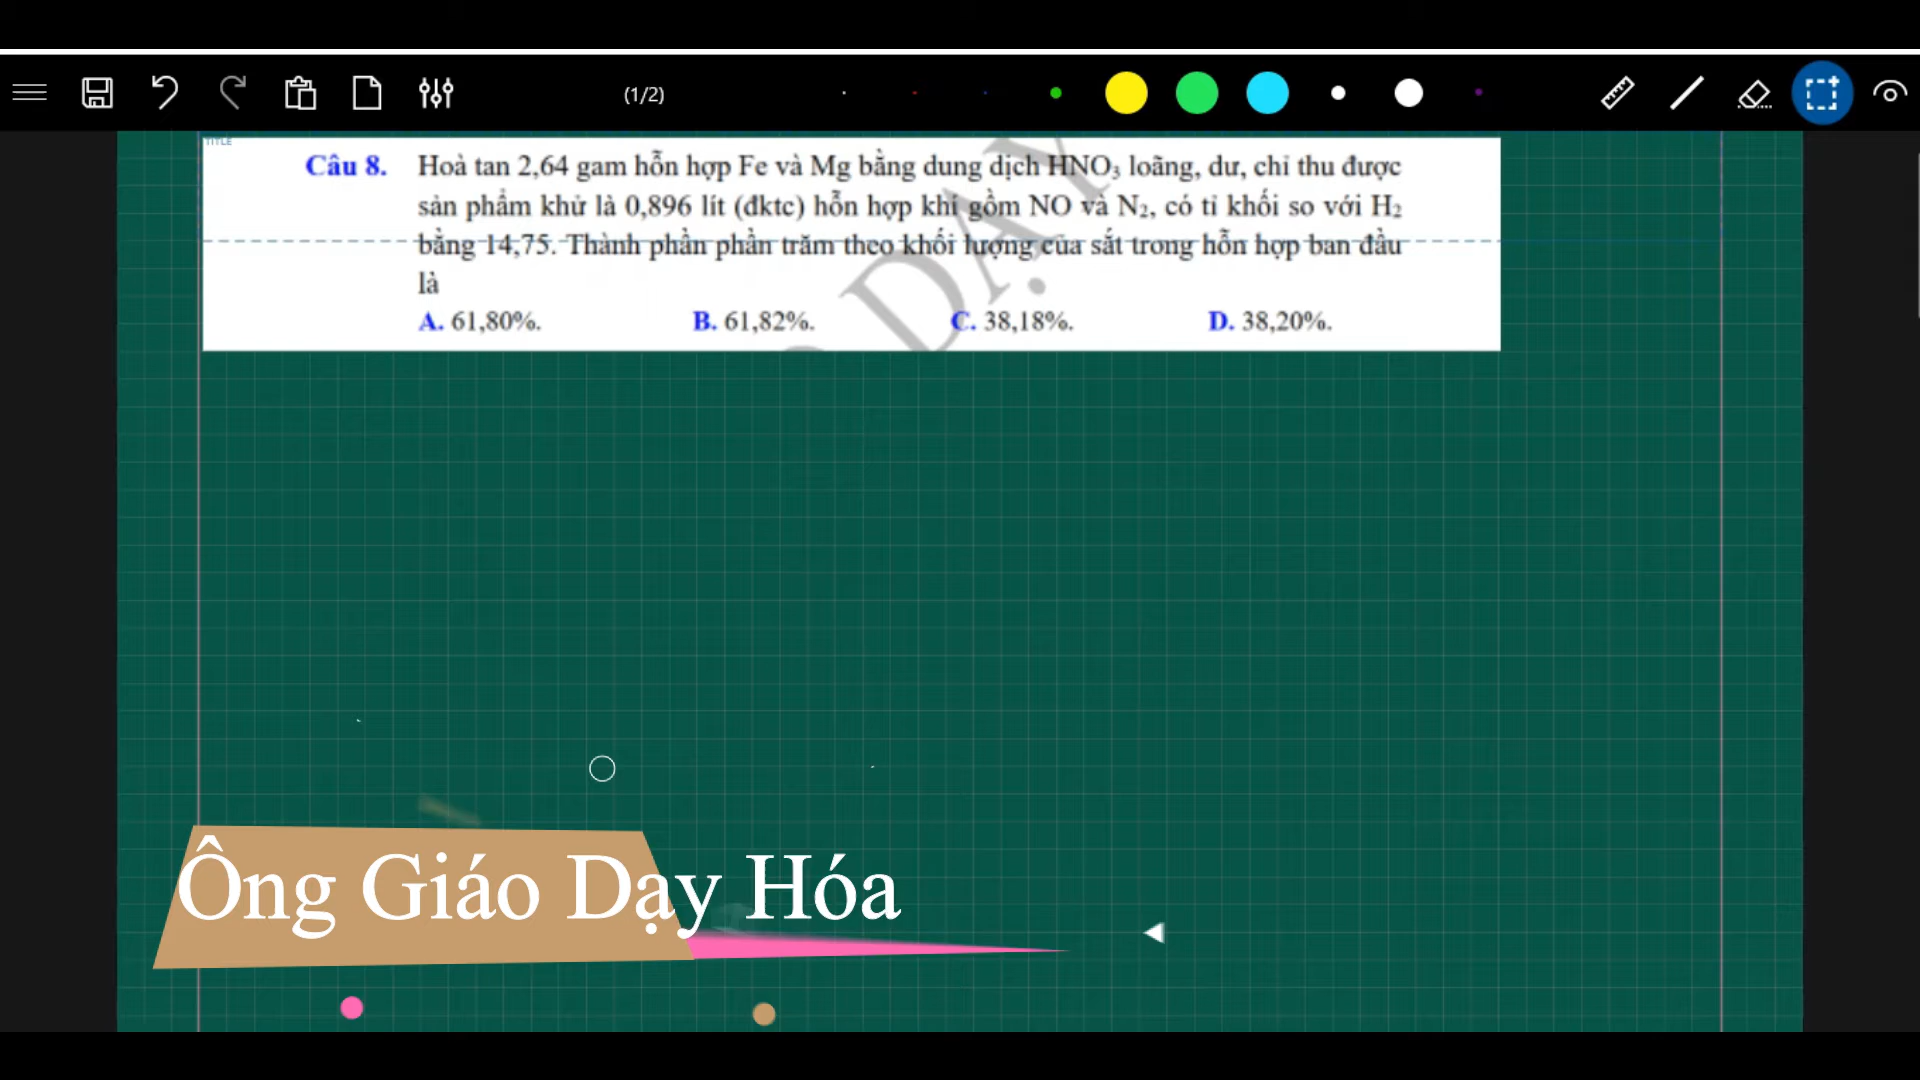 (1/2)
TITLE
Câu 8. Hoà tan 2,64 gam hỗn hợp Fe và Mg bằng dung dịch HNO₃ loãng, dư, chỉ thu được
sản phẩm khử là 0,896 lít (đktc) hỗn hợp khí gồm NO và N₂, có tỉ khối so với H₂
bằng 14,75. Thành phần phần trăm theo khối lượng của sắt trong hỗn hợp ban đầu
là
A. 61,80%. B. 61,82%. C. 38,18%. D. 38,20%.
DẠY
Ông Giáo Dạy Hóa